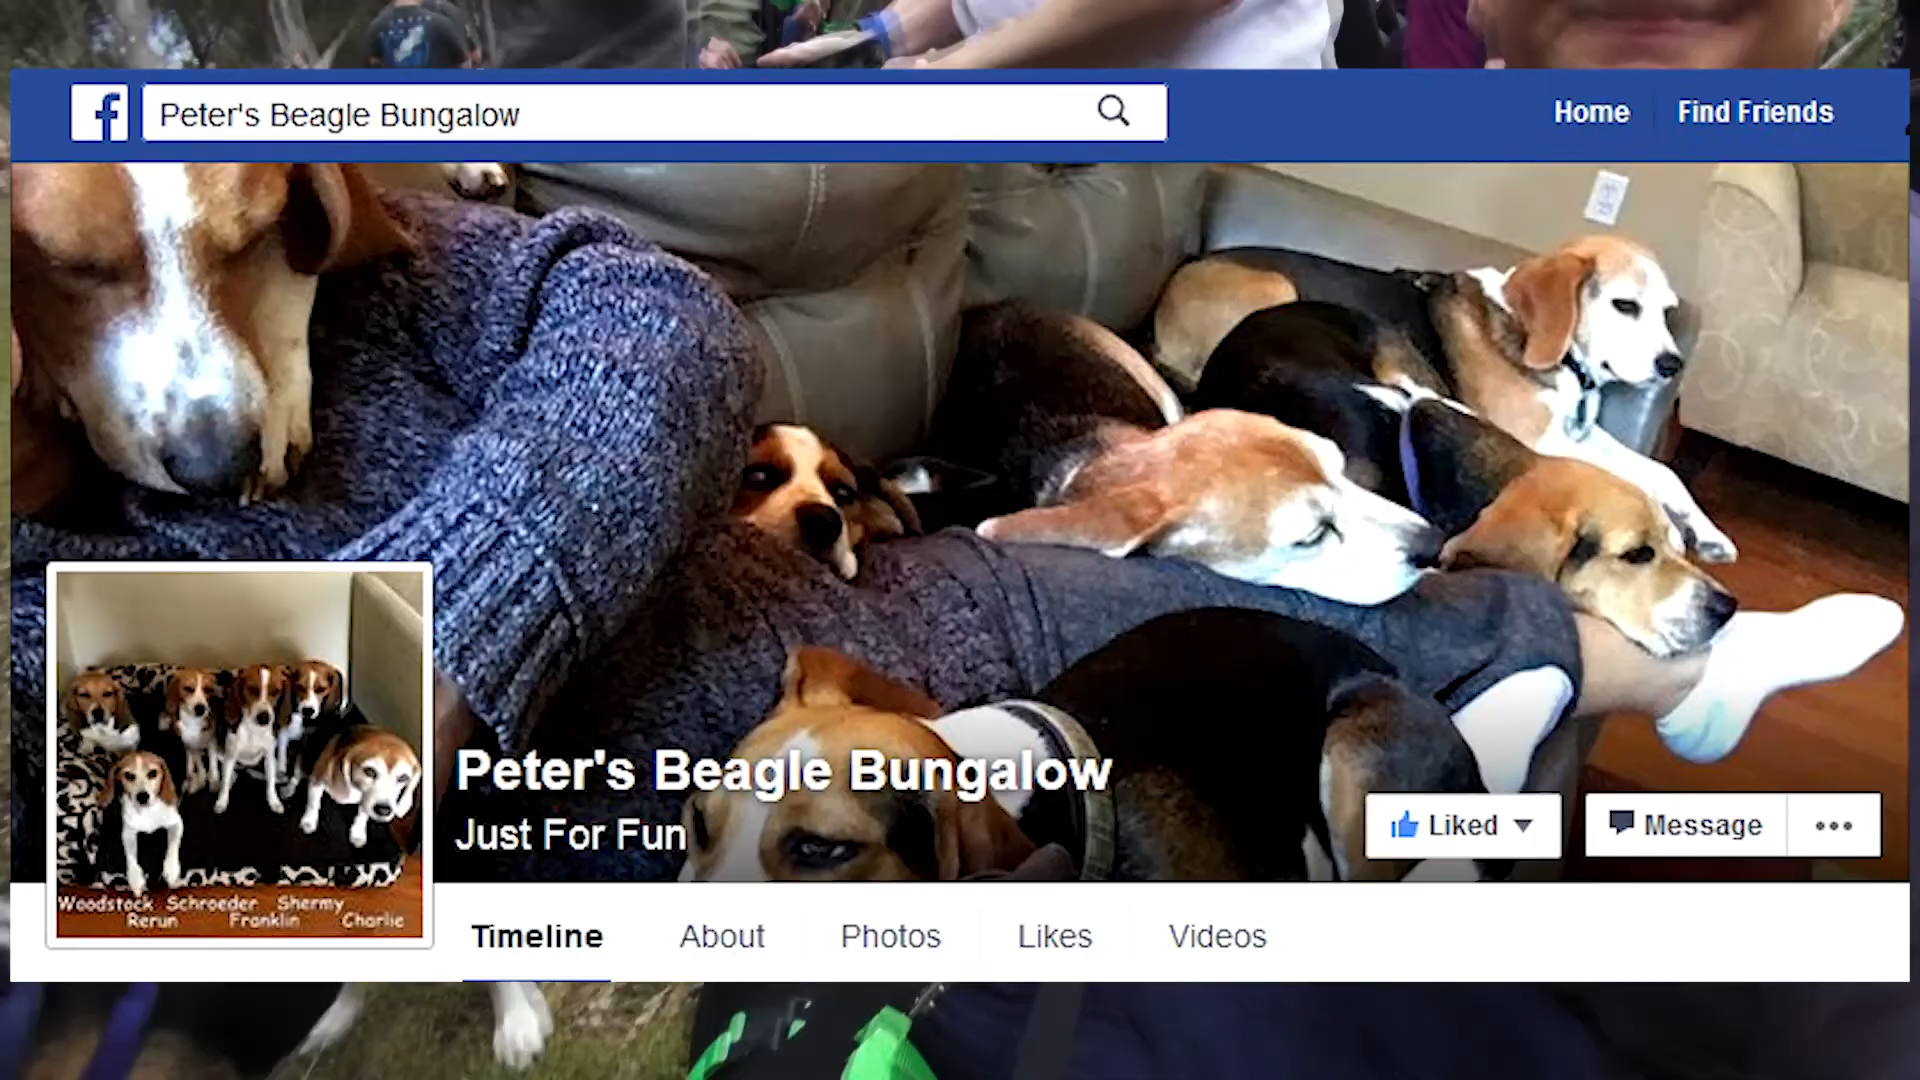 f
Peter's Beagle Bungalow
Home
Find Friends
Peter's Beagle Bungalow
Just For Fun
Liked
Message
Woodstock Schroeder Shermy
Rerun Franklin Charlie
Timeline
About
Photos
Likes
Videos